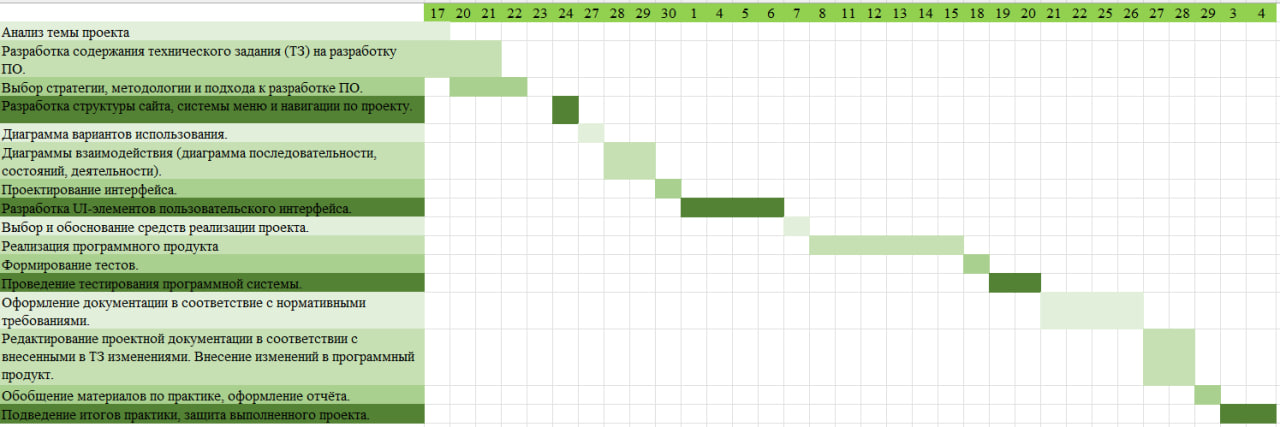 17 20 21 22 23 24 27 28 29 30 1 4 5 6 7 8 11 12 13 14 15 18 19 20 21 22 25 26 27 28 29 3 4
Анализ темы проекта
Разработка содержания технического задания (ТЗ) на разработку
ПО.
Выбор стратегии, методологии и подхода к разработке ПО.
Разработка структуры сайта, системы меню и навигации по проекту.
Диаграмма вариантов использования.
Диаграммы взаимодействия (диаграмма последовательности,
состояний, деятельности).
Проектирование интерфейса.
Разработка UI-элементов пользовательского интерфейса.
Выбор и обоснование средств реализации проекта.
Реализация программного продукта
Формирование тестов.
Проведение тестирования программной системы.
Оформление документации в соответствие с нормативными
требованиями.
Редактирование проектной документации в соответствии с
внесенными в ТЗ изменениями. Внесение изменений в программный
продукт.
Обобщение материалов по практике, оформление отчёта.
Подведение итогов практики, защита выполненного проекта.